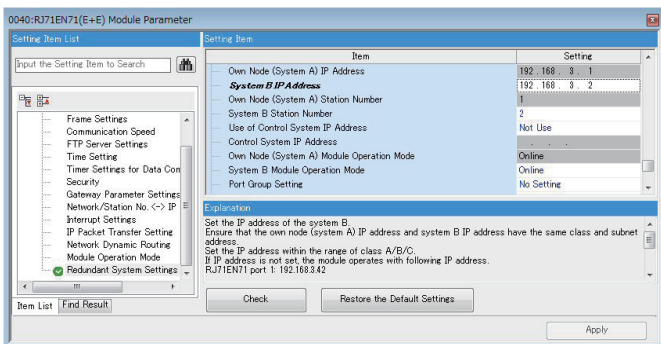 0040:RJ71EN71(E+E) Module Parameter
Setting Item List
Input the Setting Item to Search
Frame Settings
Communication Speed
FTP Server Settings
Time Setting
Timer Settings for Data Con
Security
Gateway Parameter Settings
Network/Station No. <-> IP
Interrupt Settings
IP Packet Transfer Setting
Network Dynamic Routing
Module Operation Mode
Redundant System Settings
Item List Find Result
Setting Item
Item Setting
Own Node (System A) IP Address 192 . 168 . 3 . 1
System B IP Address 192 . 168 . 3 . 2
Own Node (System A) Station Number 1
System B Station Number 2
Use of Control System IP Address Not Use
Control System IP Address . . .
Own Node (System A) Module Operation Mode Online
System B Module Operation Mode Online
Port Group Setting No Setting
Explanation
Set the IP address of the system B.
Ensure that the own node (system A) IP address and system B IP address have the same class and subnet
address.
Set the IP address within the range of class A/B/C.
If IP address is not set, the module operates with following IP address.
RJ71EN71 port 1: 192.168.3.42
Check Restore the Default Settings
Apply